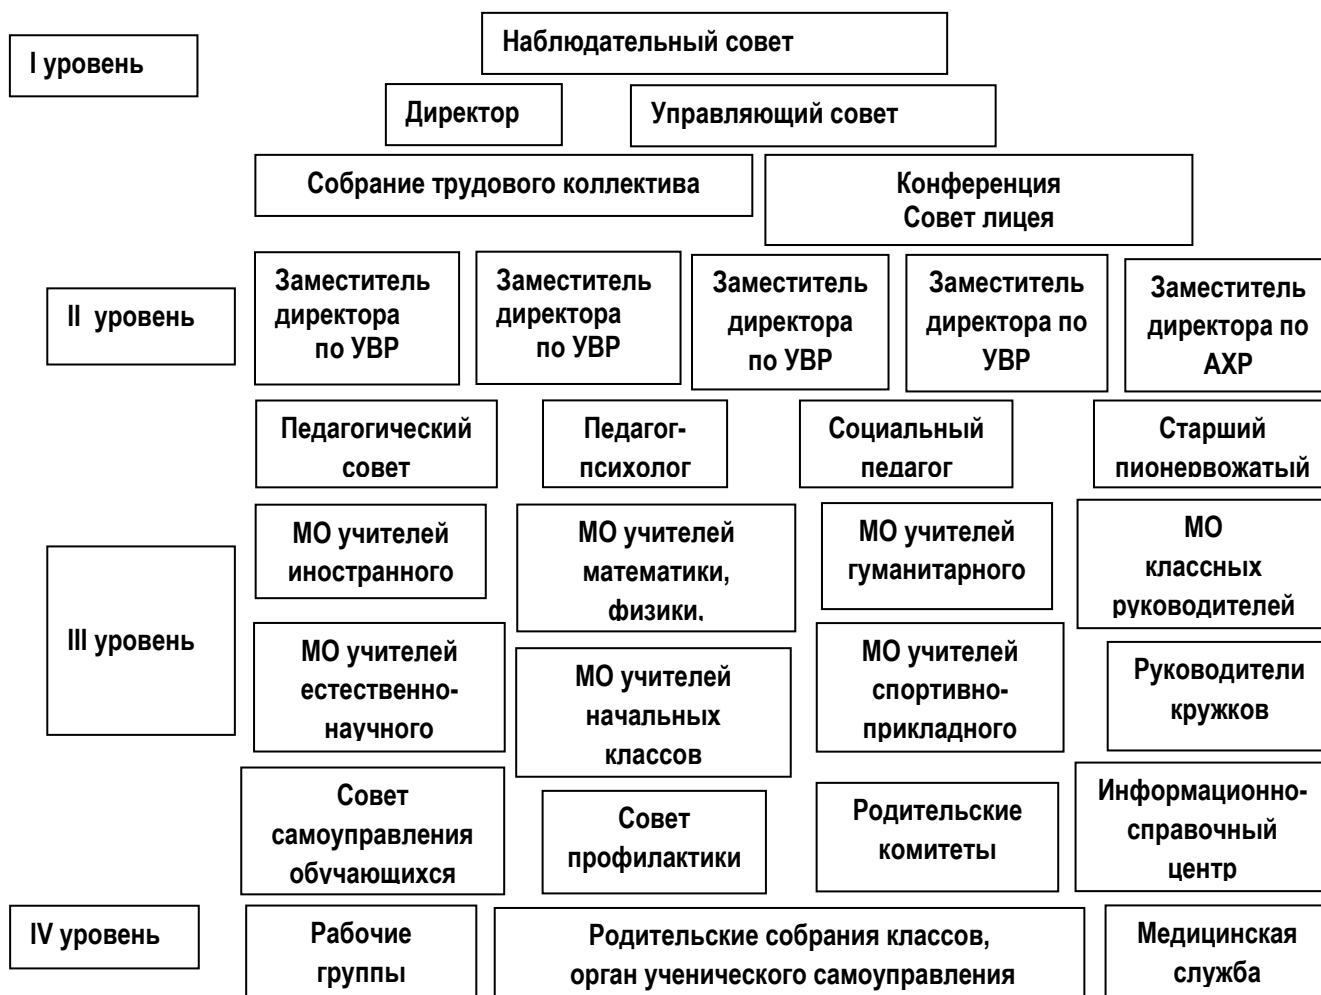 Наблюдательный совет
I уровень
Директор
Управляющий совет
Собрание трудового коллектива
Конференция
Совет лицея
II уровень
Заместитель
директора
по УВР
Заместитель
директора
по УВР
Заместитель
директора
по УВР
Заместитель
директора по
УВР
Заместитель
директора по
АХР
Педагогический
совет
Педагог-
психолог
Социальный
педагог
Старший
пионервожатый
III уровень
МО учителей
иностранного
МО учителей
математики,
физики,
МО учителей
гуманитарного
МО
классных
руководителей
МО учителей
естественно-
научного
МО учителей
начальных
классов
МО учителей
спортивно-
прикладного
Руководители
кружков
Совет
самоуправления
обучающихся
Совет
профилактики
Родительские
комитеты
Информационно-
справочный
центр
IV уровень
Рабочие
группы
Родительские собрания классов,
орган ученического самоуправления
Медицинская
служба